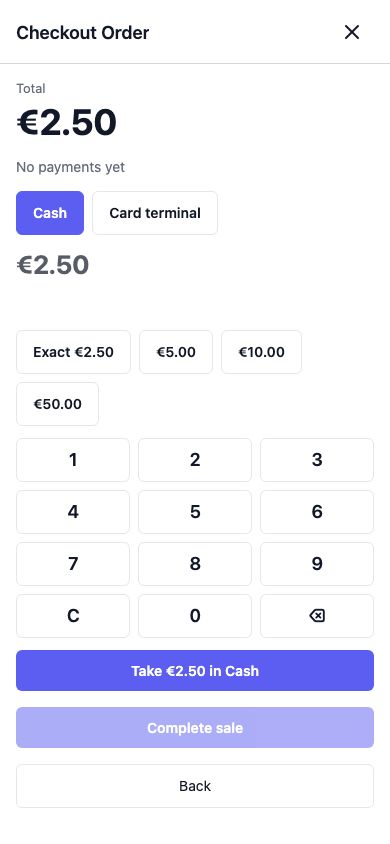 Checkout Order
Total
€2.50
No payments yet
Cash Card terminal
€2.50
Exact €2.50 €5.00 €10.00
€50.00
1 2 3
4 5 6
7 8 9
C 0
Take €2.50 in Cash
Complete sale
Back